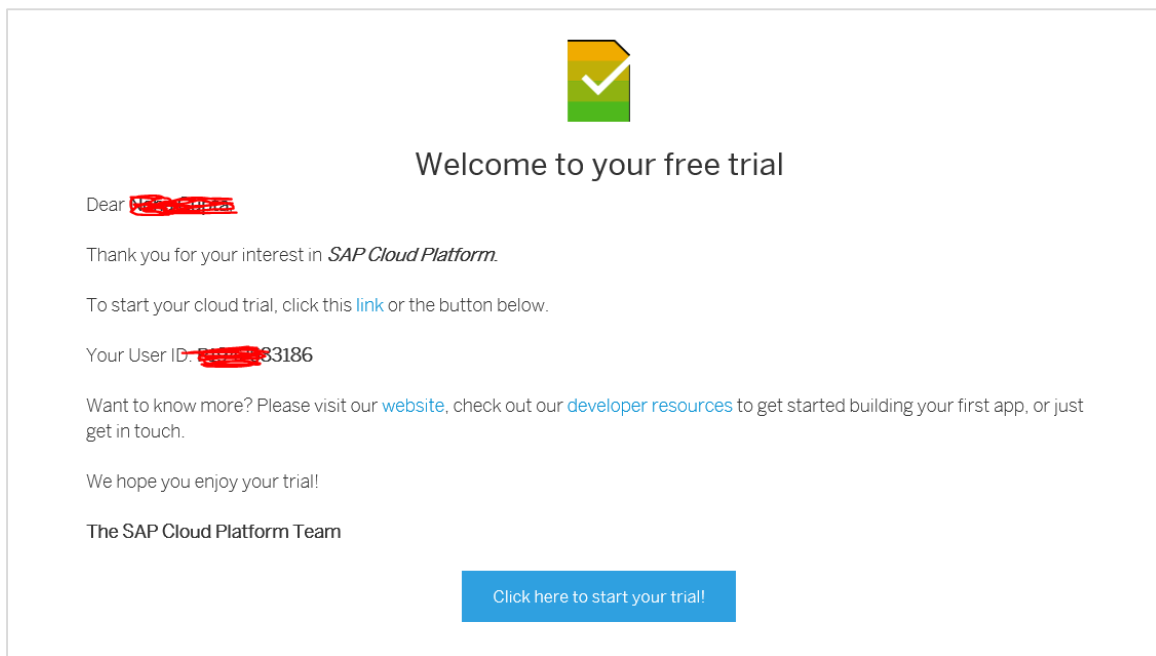 Welcome to your free trial
Dear
Thank you for your interest in SAP Cloud Platform.
To start your cloud trial, click this link or the button below.
Your User ID: 33186
Want to know more? Please visit our website, check out our developer resources to get started building your first app, or just
get in touch.
We hope you enjoy your trial!
The SAP Cloud Platform Team
Click here to start your trial!